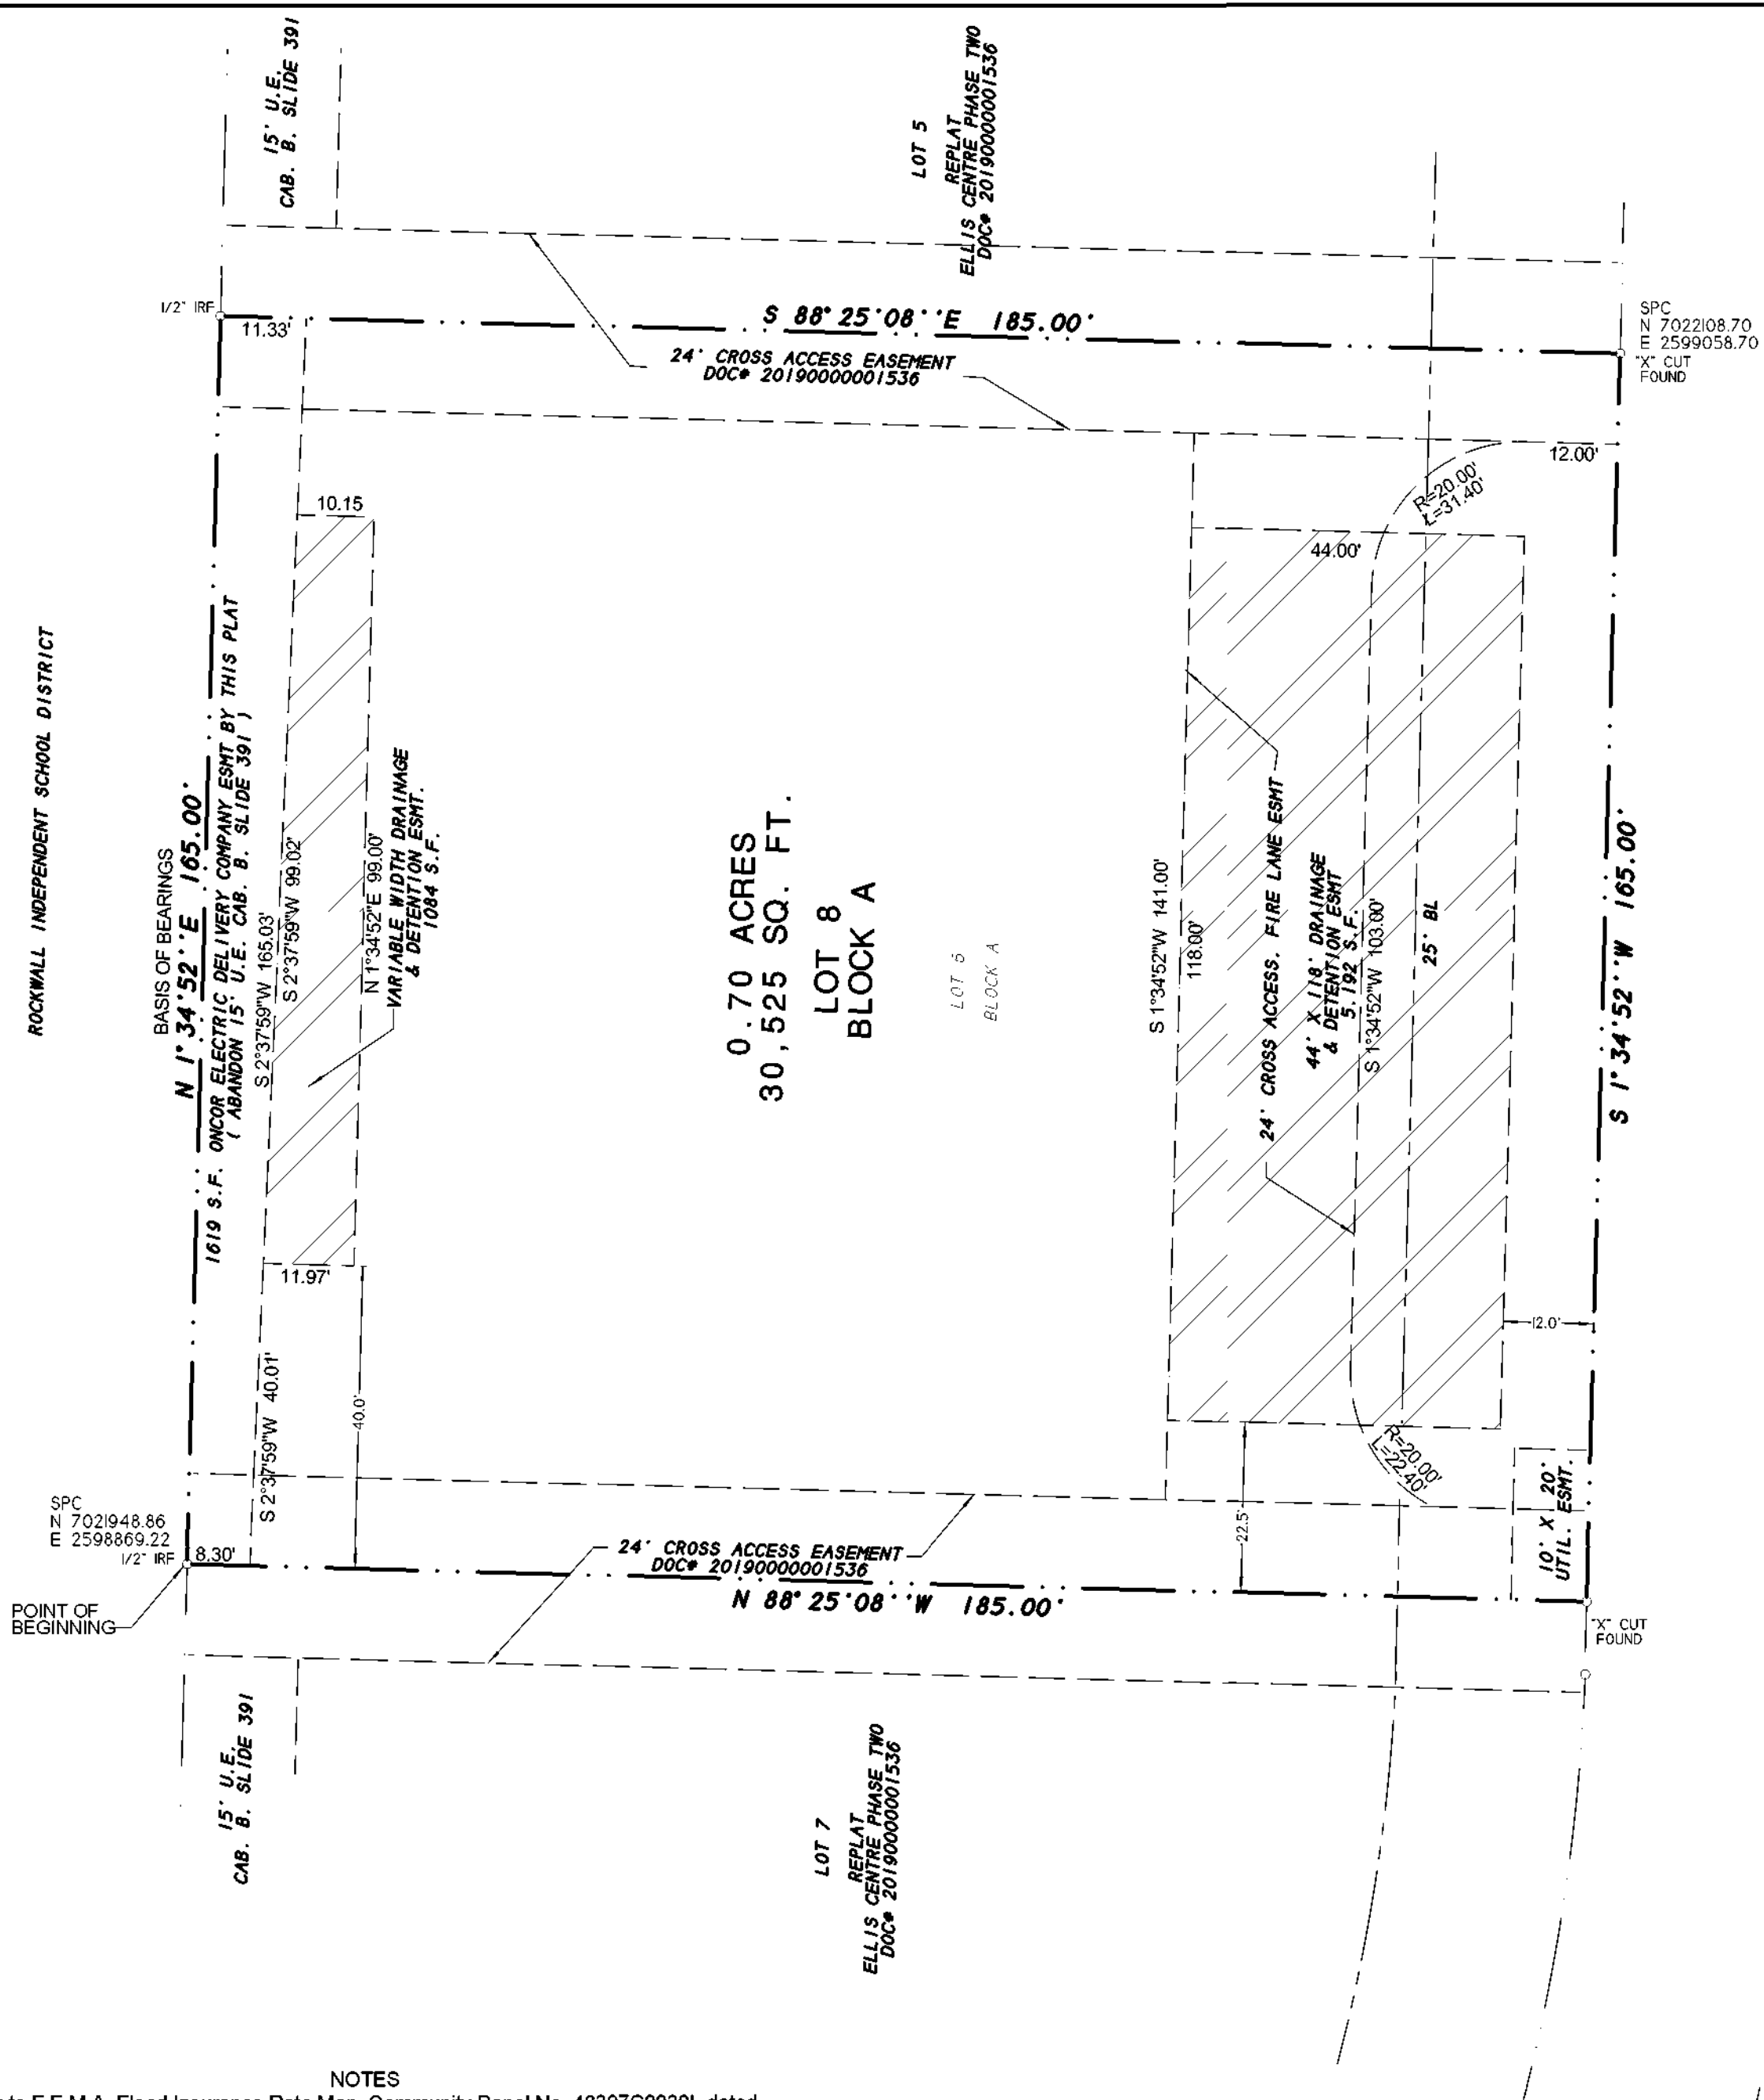 15' U.E.
CAB. B. SLIDE 391
LOT 5
REPLAT
ELLIS CENTRE PHASE TWO
DOC# 20190000001536
1/2" IRF
11.33'
S 88°25'08''E 185.00'
SPC
N 7022108.70
E 2599058.70
"X" CUT
FOUND
24' CROSS ACCESS EASEMENT
DOC# 20190000001536
12.00'
R=20.00'
L=31.40'
10.15
44.00'
ROCKWALL INDEPENDENT SCHOOL DISTRICT
BASIS OF BEARINGS
N 1°34'52''E 165.00'
1619 S.F. ONCOR ELECTRIC DELIVERY COMPANY ESMT BY THIS PLAT
( ABANDON 15' U.E. CAB. B. SLIDE 391 )
S 2°37'59"W 165.03'
S 2°37'59"W 99.02'
N 1°34'52"E 99.00'
VARIABLE WIDTH DRAINAGE
& DETENTION ESMT.
1084 S.F.
0.70 ACRES
30,525 SQ. FT.
LOT 8
BLOCK A
LOT 6
BLOCK A
S 1°34'52"W 141.00'
118.00'
24' CROSS ACCESS, FIRE LANE ESMT
44' X 118' DRAINAGE
& DETENTION ESMT
5,192 S.F.
S 1°34'52"W 103.00'
25' BL
S 1°34'52''W 165.00'
11.97'
12.0'
S 2°37'59"W 40.01'
40.0'
R=20.00'
L=22.40'
22.5'
10' X 20'
UTIL. ESMT.
SPC
N 7021948.86
E 2598869.22
1/2" IRF
8.30'
24' CROSS ACCESS EASEMENT
DOC# 20190000001536
N 88°25'08''W 185.00'
POINT OF
BEGINNING
"X" CUT
FOUND
15' U.E.
CAB. B. SLIDE 391
LOT 7
REPLAT
ELLIS CENTRE PHASE TWO
DOC# 20190000001536
NOTES